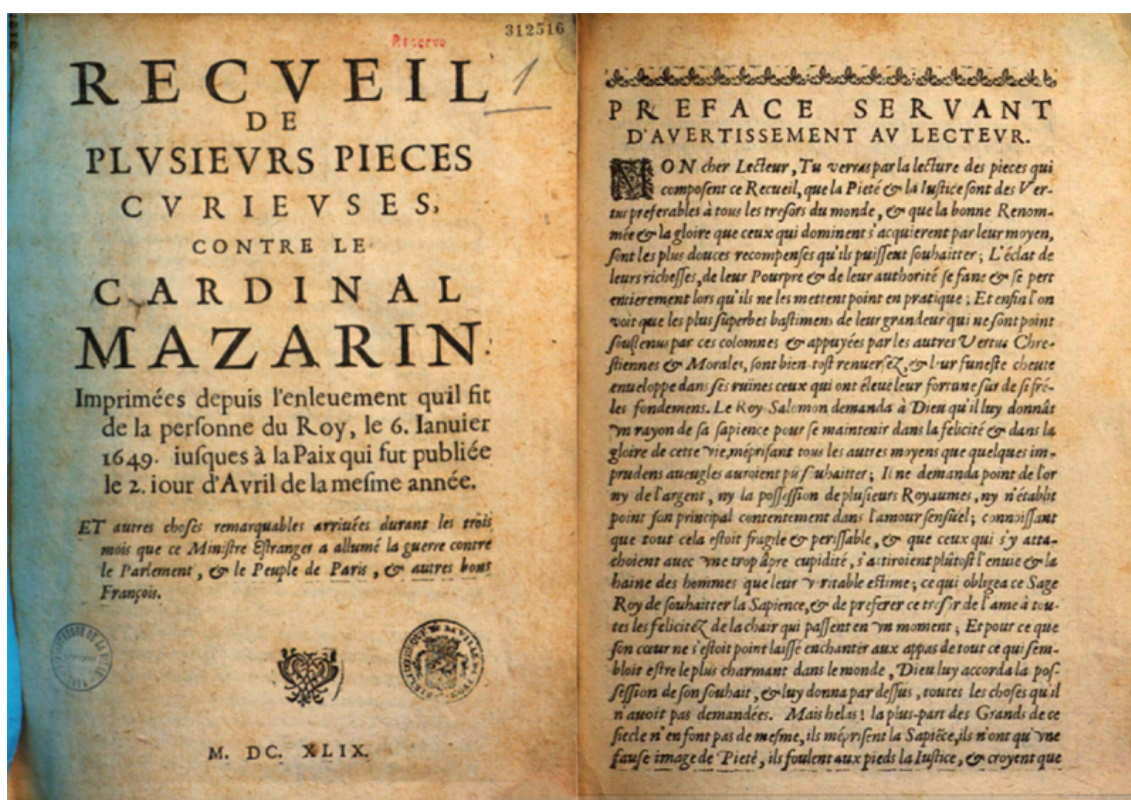 312516
Reserve
1
RECVEIL
DE
PLVSIEVRS PIECES
CVRIEVSES,
CONTRE LE
CARDINAL
MAZARIN.
Imprimées depuis l'enleuement qu'il fit
de la perſonne du Roy, le 6. Ianuier
1649. iuſques à la Paix qui fut publiée
le 2. iour d'Avril de la meſme année.
ET autres choſes remarquables arriuées durant les trois
mois que ce Miniſtre Eſtranger a allumé la guerre contre
le Parlement, & le Peuple de Paris, & autres bons
François.
M. DC. XLIX.
PREFACE SERVANT
D'AVERTISSEMENT AV LECTEVR.
MON cher Lecteur, Tu verras par la lecture des pieces qui
compoſent ce Recueil, que la Pieté & la Iuſtice ſont des Ver-
tus preferables à tous les treſors du monde, & que la bonne Renom-
mée & la gloire que ceux qui dominent s'acquierent par leur moyen,
ſont les plus douces recompenſes qu'ils puiſſent ſouhaitter; L'éclat de
leurs richeſſes, de leur Pourpre & de leur authorité ſe fane & ſe pert
entierement lors qu'ils ne les mettent point en pratique; Et enfin l'on
voit que les plus ſuperbes baſtimens de leur grandeur qui ne ſont point
ſouſtenus par ces colomnes & appuyées par les autres Vertus Chre-
ſtiennes & Morales, ſont bien-toſt renuerſez, & leur funeſte cheute
enueloppe dans ſes ruïnes ceux qui ont éleué leur fortune ſur de ſi fré-
les fondemens. Le Roy Salomon demanda à Dieu qu'il luy donnât
vn rayon de ſa ſapience pour ſe maintenir dans la felicité & dans la
gloire de cette vie, mépriſant tous les autres moyens que quelques im-
prudens aueugles auroient pû ſouhaitter; Il ne demanda point de l'or
ny de l'argent, ny la poſſeſſion de pluſieurs Royaumes, ny n'établit
point ſon principal contentement dans l'amour ſenſuel; connoiſſant
que tout cela eſtoit fragile & periſſable, & que ceux qui s'y atta-
choient auec vne trop âpre cupidité, s'attiroient plûtoſt l'enuie & la
haine des hommes que leur veritable eſtime; ce qui obligea ce Sage
Roy de ſouhaitter la Sapience, & de preferer ce treſor de l'ame à tou-
tes les felicitez de la chair qui paſſent en vn moment; Et pour ce que
ſon cœur ne s'eſtoit point laiſſé enchanter aux appas de tout ce qui ſem-
bloit eſtre le plus charmant dans le monde, Dieu luy accorda la poſ-
ſeſſion de ſon ſouhait, & luy donna par deſſus, toutes les choſes qu'il
n'auoit pas demandées. Mais helas! la plus-part des Grands de ce
ſiecle n'en font pas de meſme, ils mépriſent la Sapiẽce, ils n'ont qu'vne
fauſe image de Pieté, ils foulent aux pieds la Iuſtice, & croyent que